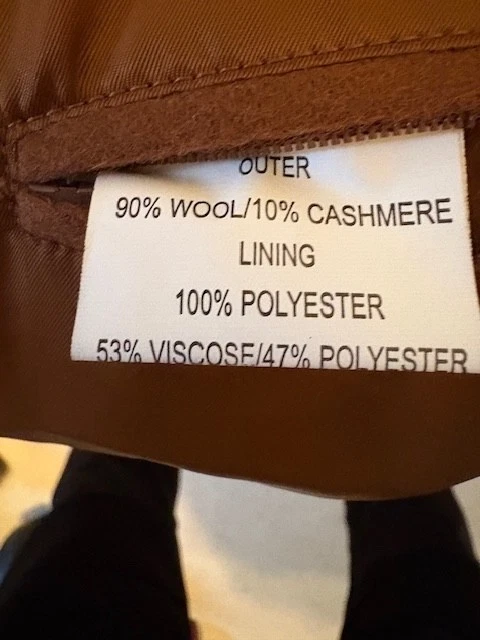 OUTER
90% WOOL/10% CASHMERE
LINING
100% POLYESTER
53% VISCOSE/47% POLYESTER